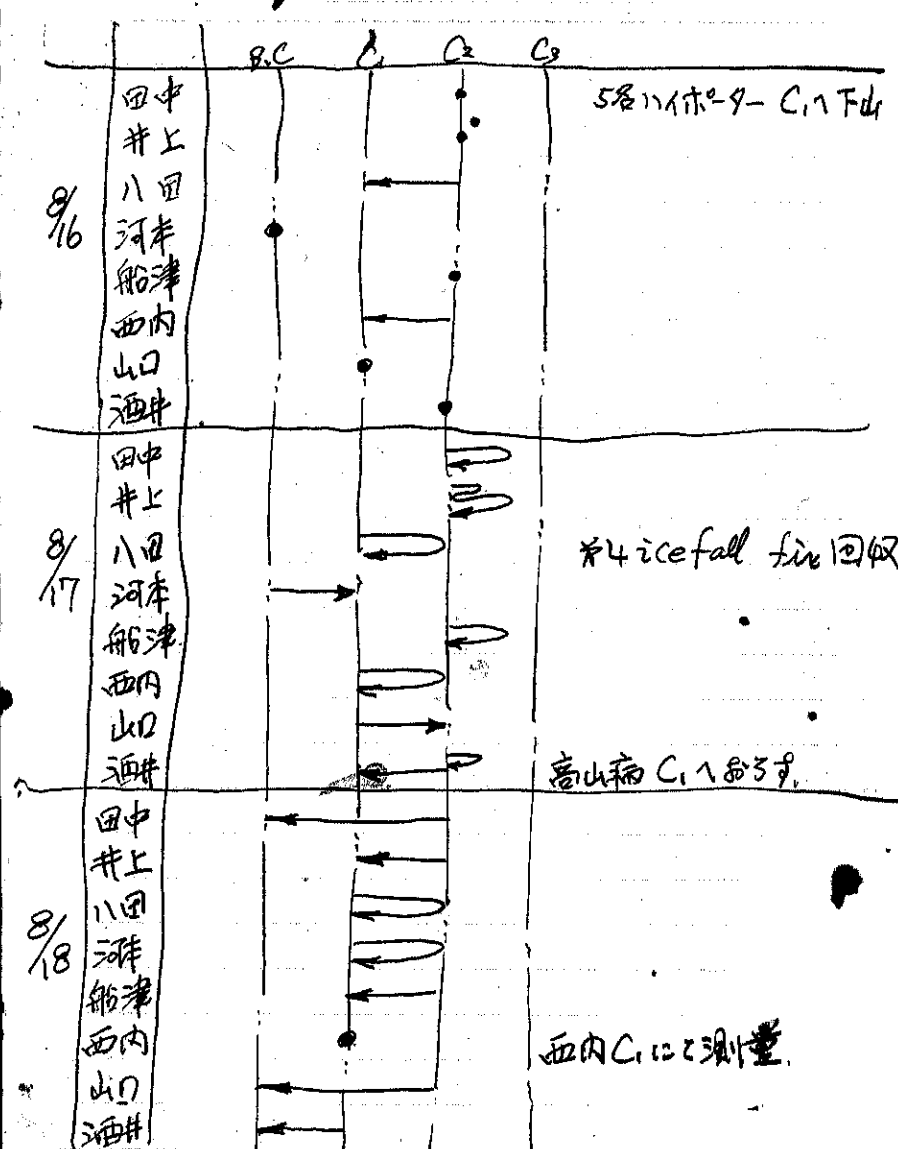 B.C C1 C2 C3
8/16
田中 5名ハイポーター C1へ下山
井上
八田
河本
船津
西内
山口
酒井
8/17
田中
井上
八田 第4 icefall fix 回収
河本
船津
西内
山口
酒井 高山病 C1へおろす.
8/18
田中
井上
八田
河本
船津
西内 西内 C1にて測量.
山口
酒井